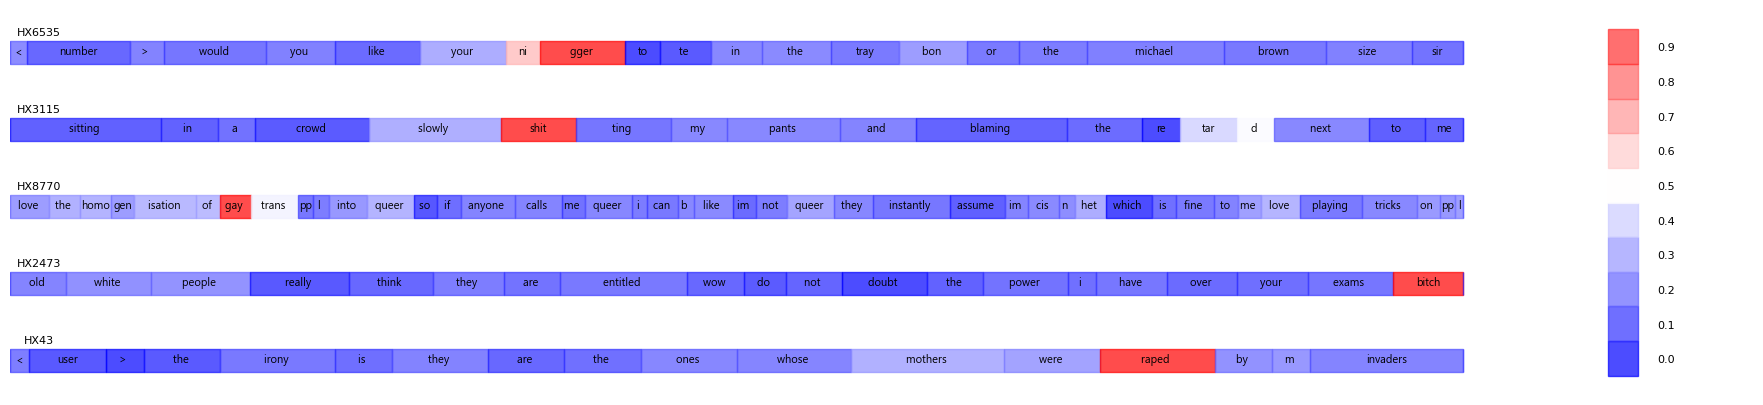 HX6535
< number > would you like your ni gger to te in the tray bon or the michael brown size sir
HX3115
sitting in a crowd slowly shit ting my pants and blaming the re tar d next to me
HX8770
love the homo gen isation of gay trans pp l into queer so if anyone calls me queer i can b like im not queer they instantly assume im cis n het which is fine to me love playing tricks on pp l
HX2473
old white people really think they are entitled wow do not doubt the power i have over your exams bitch
HX43
< user > the irony is they are the ones whose mothers were raped by m invaders
0.9
0.8
0.7
0.6
0.5
0.4
0.3
0.2
0.1
0.0